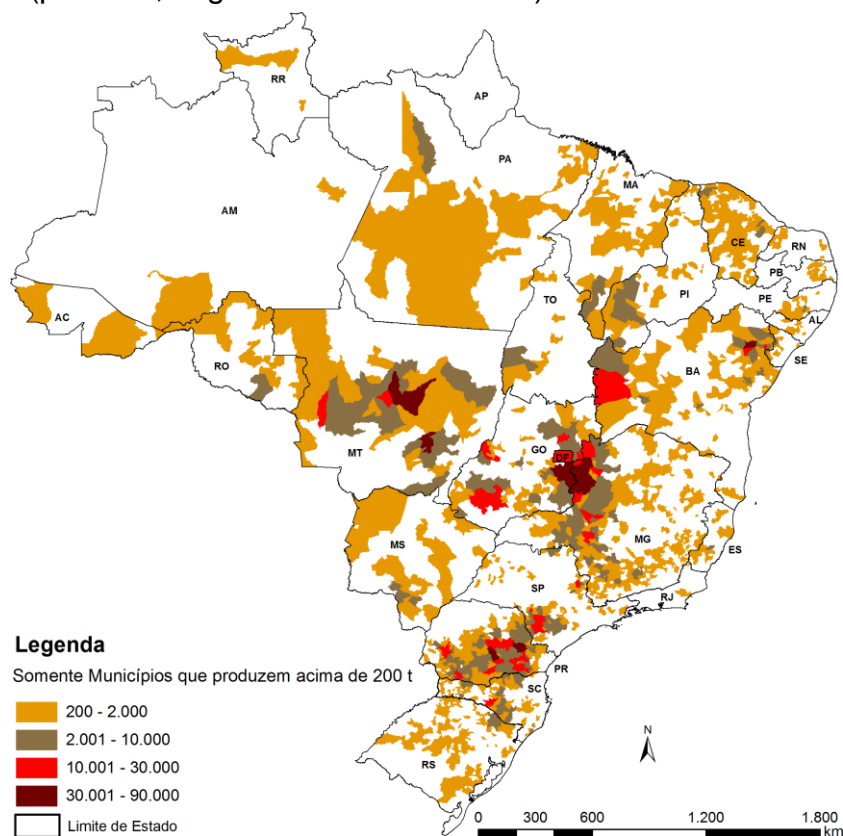 RR
AP
PA
AM
MA
CE
RN
PB
PE
AL
SE
PI
TO
AC
RO
BA
MT
GO
DF
MG
ES
MS
SP
RJ
PR
SC
RS
Legenda
Somente Municípios que produzem acima de 200 t
200 - 2.000
2.001 - 10.000
10.001 - 30.000
30.001 - 90.000
Limite de Estado
N
0 300 600 1.200 1.800
km